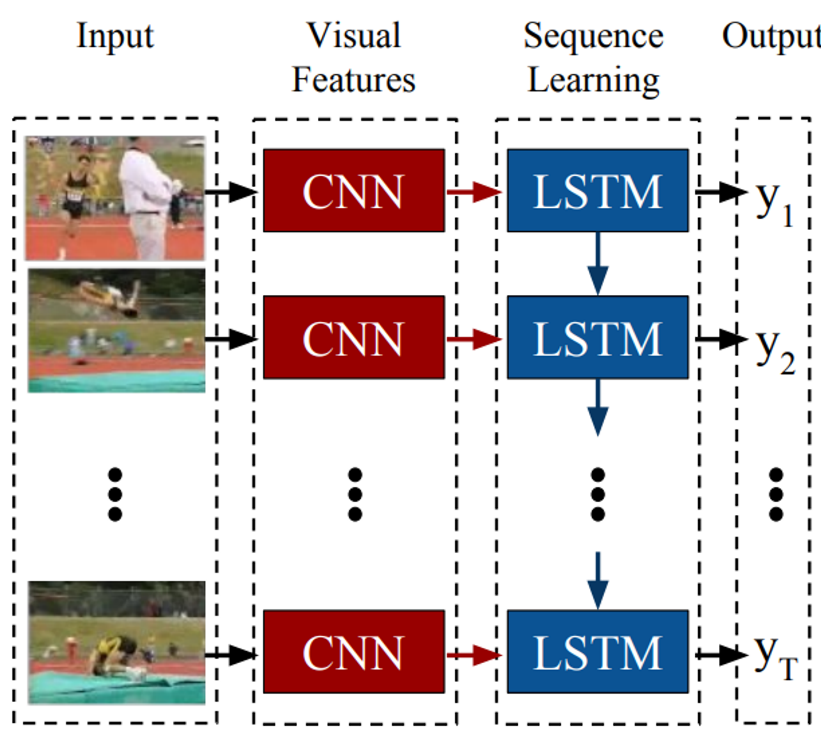 Input
Visual
Features
Sequence
Learning
Output
CNN
LSTM
y1
CNN
LSTM
y2
CNN
LSTM
yT